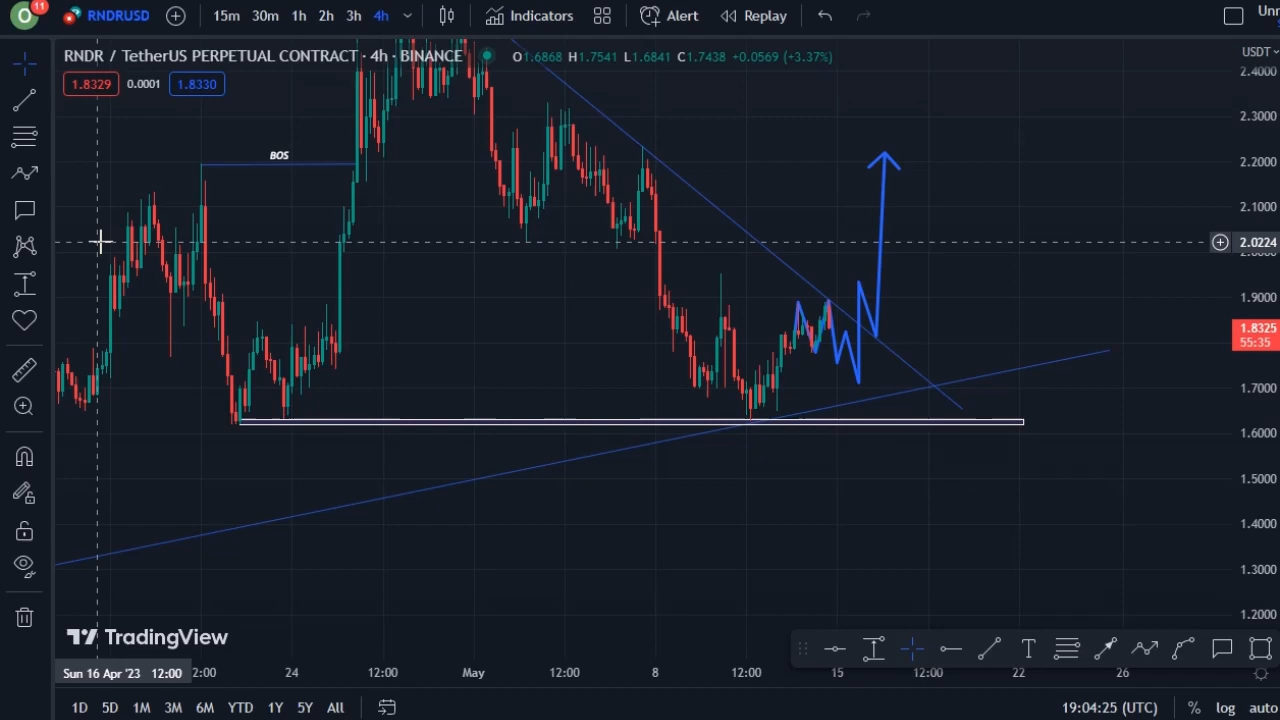 O 11 RNDRUSD 15m 30m 1h 2h 3h 4h Indicators Alert Replay
RNDR / TetherUS PERPETUAL CONTRACT · 4h · BINANCE O1.6868 H1.7541 L1.6841 C1.7438 +0.0569 (+3.37%) USDT
1.8329 0.0001 1.8330
2.4000
2.3000
BOS
2.2000
2.1000
2.0224
1.9000
1.8325
55:35
1.7000
1.6000
1.5000
1.4000
1.3000
1.2000
TradingView
Sun 16 Apr '23 12:00 2:00 24 12:00 May 12:00 8 12:00 15 12:00 22 26
1D 5D 1M 3M 6M YTD 1Y 5Y All 19:04:25 (UTC) % log auto